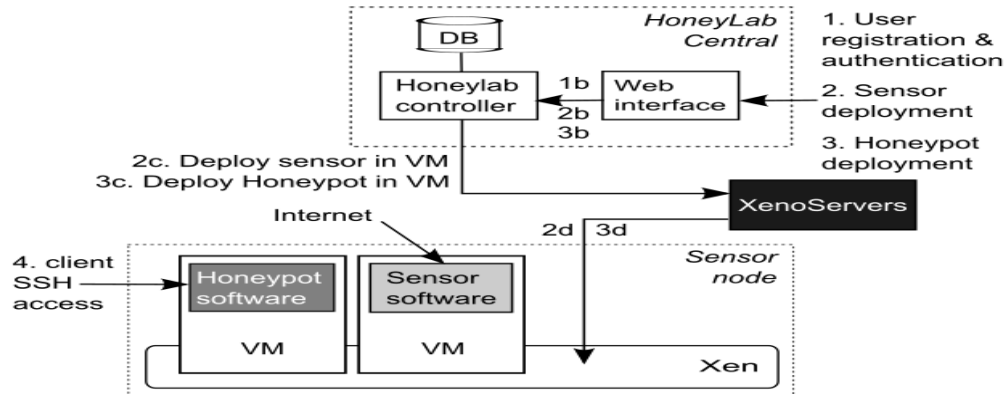 HoneyLab
Central
DB
Honeylab
controller
1b
2b
3b
Web
interface
1. User
registration &
authentication
2. Sensor
deployment
3. Honeypot
deployment
2c. Deploy sensor in VM
3c. Deploy Honeypot in VM
XenoServers
Internet
2d
3d
Sensor
node
4. client
SSH
access
Honeypot
software
Sensor
software
VM
VM
Xen